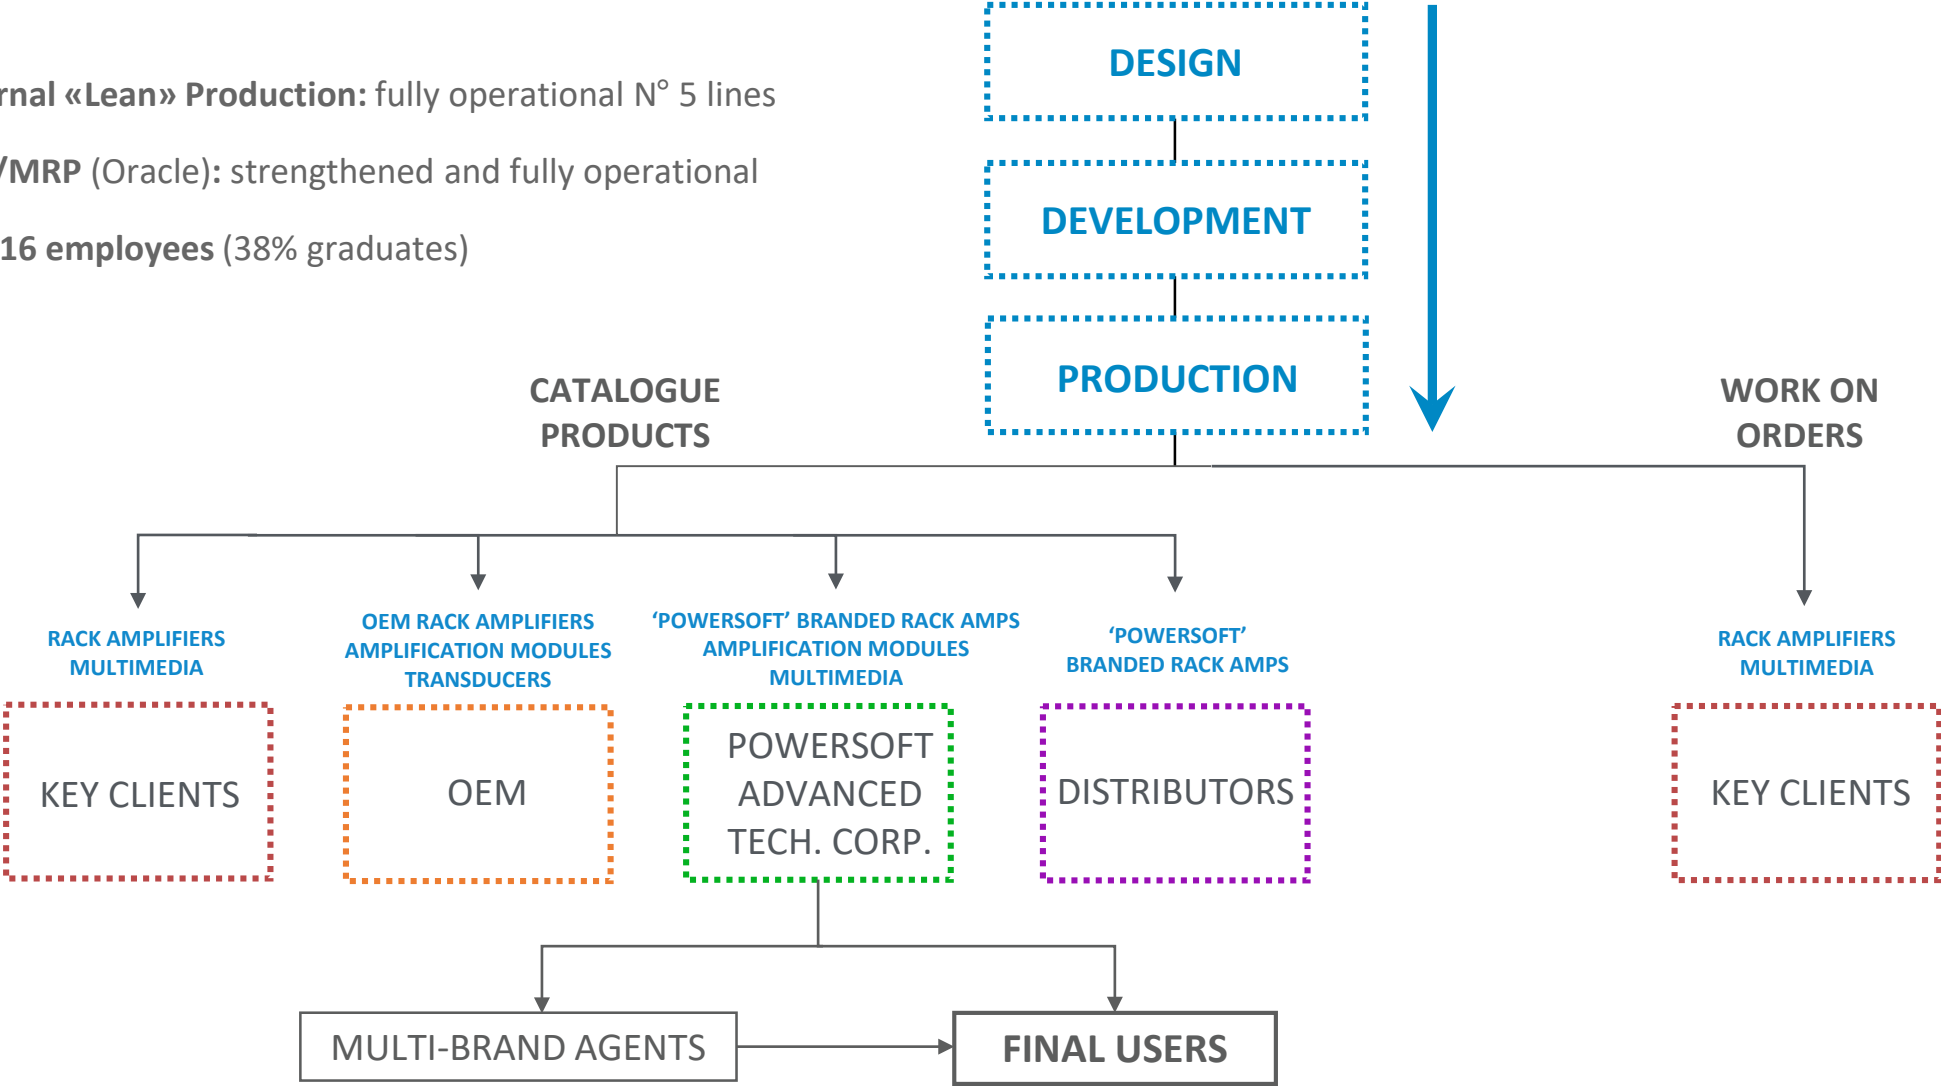 DESIGN
rnal «Lean» Production: fully operational N° 5 lines
/MRP (Oracle): strengthened and fully operational
DEVELOPMENT
16 employees (38% graduates)
PRODUCTION
CATALOGUE
PRODUCTS
WORK ON
ORDERS
RACK AMPLIFIERS
MULTIMEDIA
OEM RACK AMPLIFIERS
AMPLIFICATION MODULES
TRANSDUCERS
‘POWERSOFT’ BRANDED RACK AMPS
AMPLIFICATION MODULES
MULTIMEDIA
‘POWERSOFT’
BRANDED RACK AMPS
RACK AMPLIFIERS
MULTIMEDIA
KEY CLIENTS
OEM
POWERSOFT
ADVANCED
TECH. CORP.
DISTRIBUTORS
KEY CLIENTS
MULTI-BRAND AGENTS
FINAL USERS